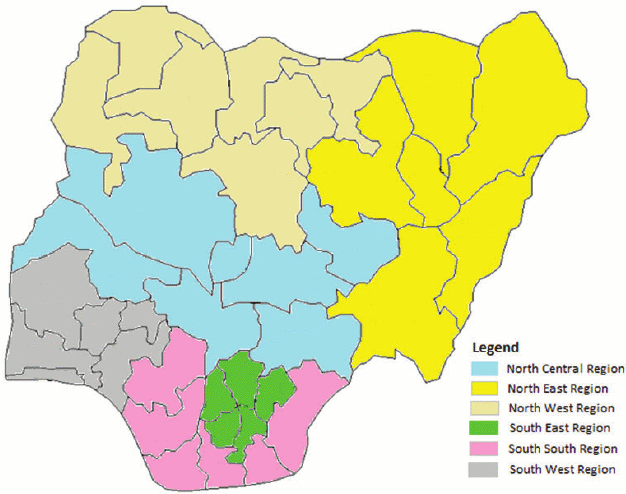 Legend
North Central Region
North East Region
North West Region
South East Region
South South Region
South West Region